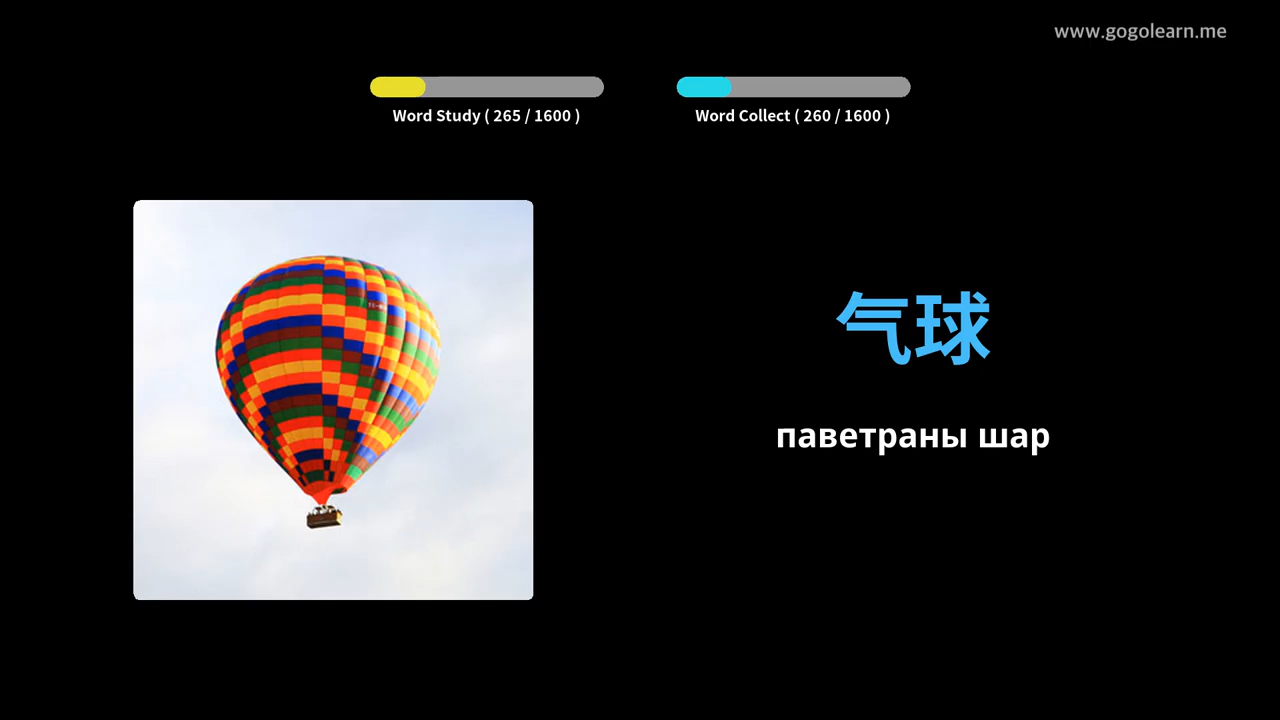 www.gogolearn.me
Word Study ( 265 / 1600 )
Word Collect ( 260 / 1600 )
气球
паветраны шар